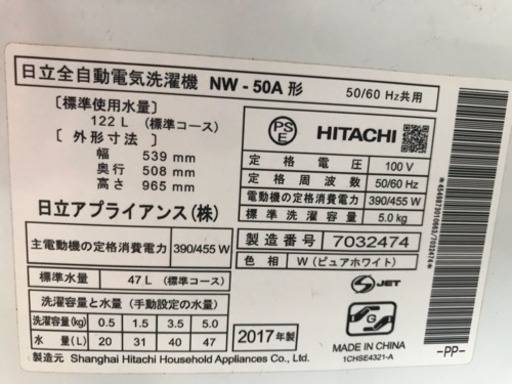 日立全自動電気洗濯機 NW-50A 形 50/60 Hz共用
〔標準使用水量〕
122 L (標準コース)
〔 外形寸法 〕
幅 539 mm
奥行 508 mm
高さ 965 mm
日立アプライアンス(株)
主電動機の定格消費電力 390/455 W
標準水量 47 L (標準コース)
洗濯容量と水量 (手動設定の水量)
洗濯容量(kg) 0.5 1.5 3.5 5.0
水 量(L) 20 31 40 47
2017年製
製造元 Shanghai Hitachi Household Appliances Co., Ltd.
PS
E
HITACHI
定格電圧 100 V
定格周波数 50/60 Hz
電動機の定格消費電力 390/455 W
標準洗濯容量 5.0kg
製造番号 7032474
色相 W (ピュアホワイト)
JET
MADE IN CHINA
1CHSE4321-A
-PP-